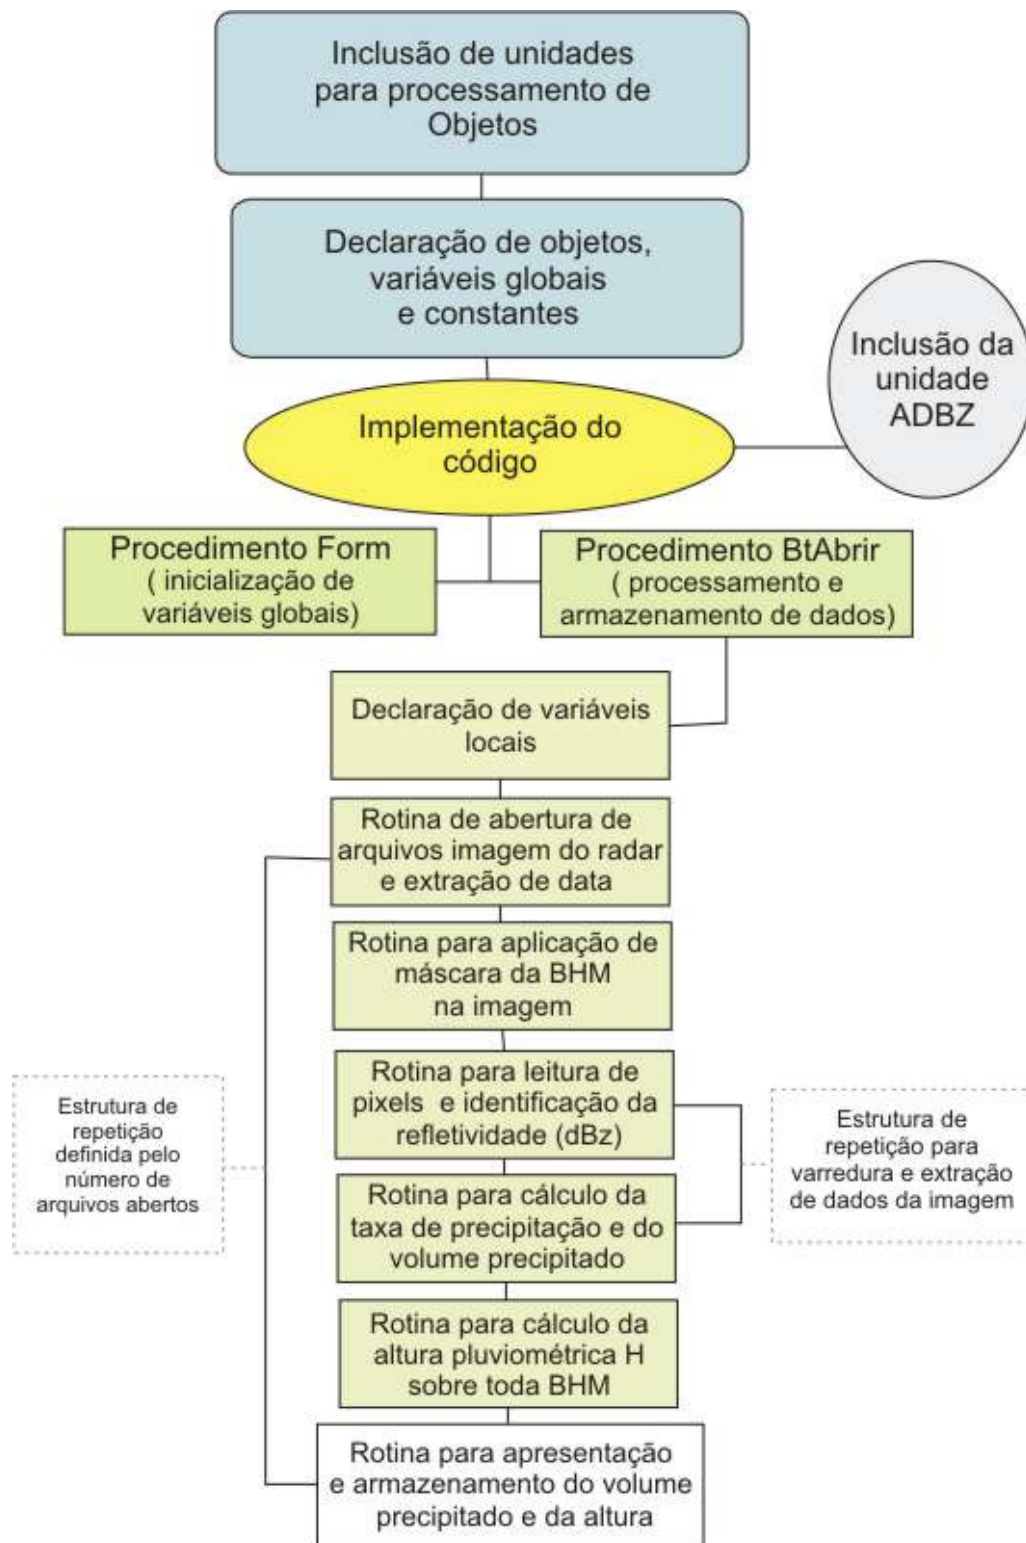 Inclusão de unidades
para processamento de
Objetos
Declaração de objetos,
variáveis globais
e constantes
Inclusão da
unidade
ADBZ
Implementação do
código
Procedimento Form
( inicialização de
variáveis globais)
Procedimento BtAbrir
( processamento e
armazenamento de dados)
Declaração de variáveis
locais
Rotina de abertura de
arquivos imagem do radar
e extração de data
Rotina para aplicação de
máscara da BHM
na imagem
Rotina para leitura de
pixels e identificação da
refletividade (dBz)
Estrutura de
repetição
definida pelo
número de
arquivos abertos
Estrutura de
repetição para
varredura e extração
de dados da imagem
Rotina para cálculo da
taxa de precipitação e do
volume precipitado
Rotina para cálculo da
altura pluviométrica H
sobre toda BHM
Rotina para apresentação
e armazenamento do volume
precipitado e da altura